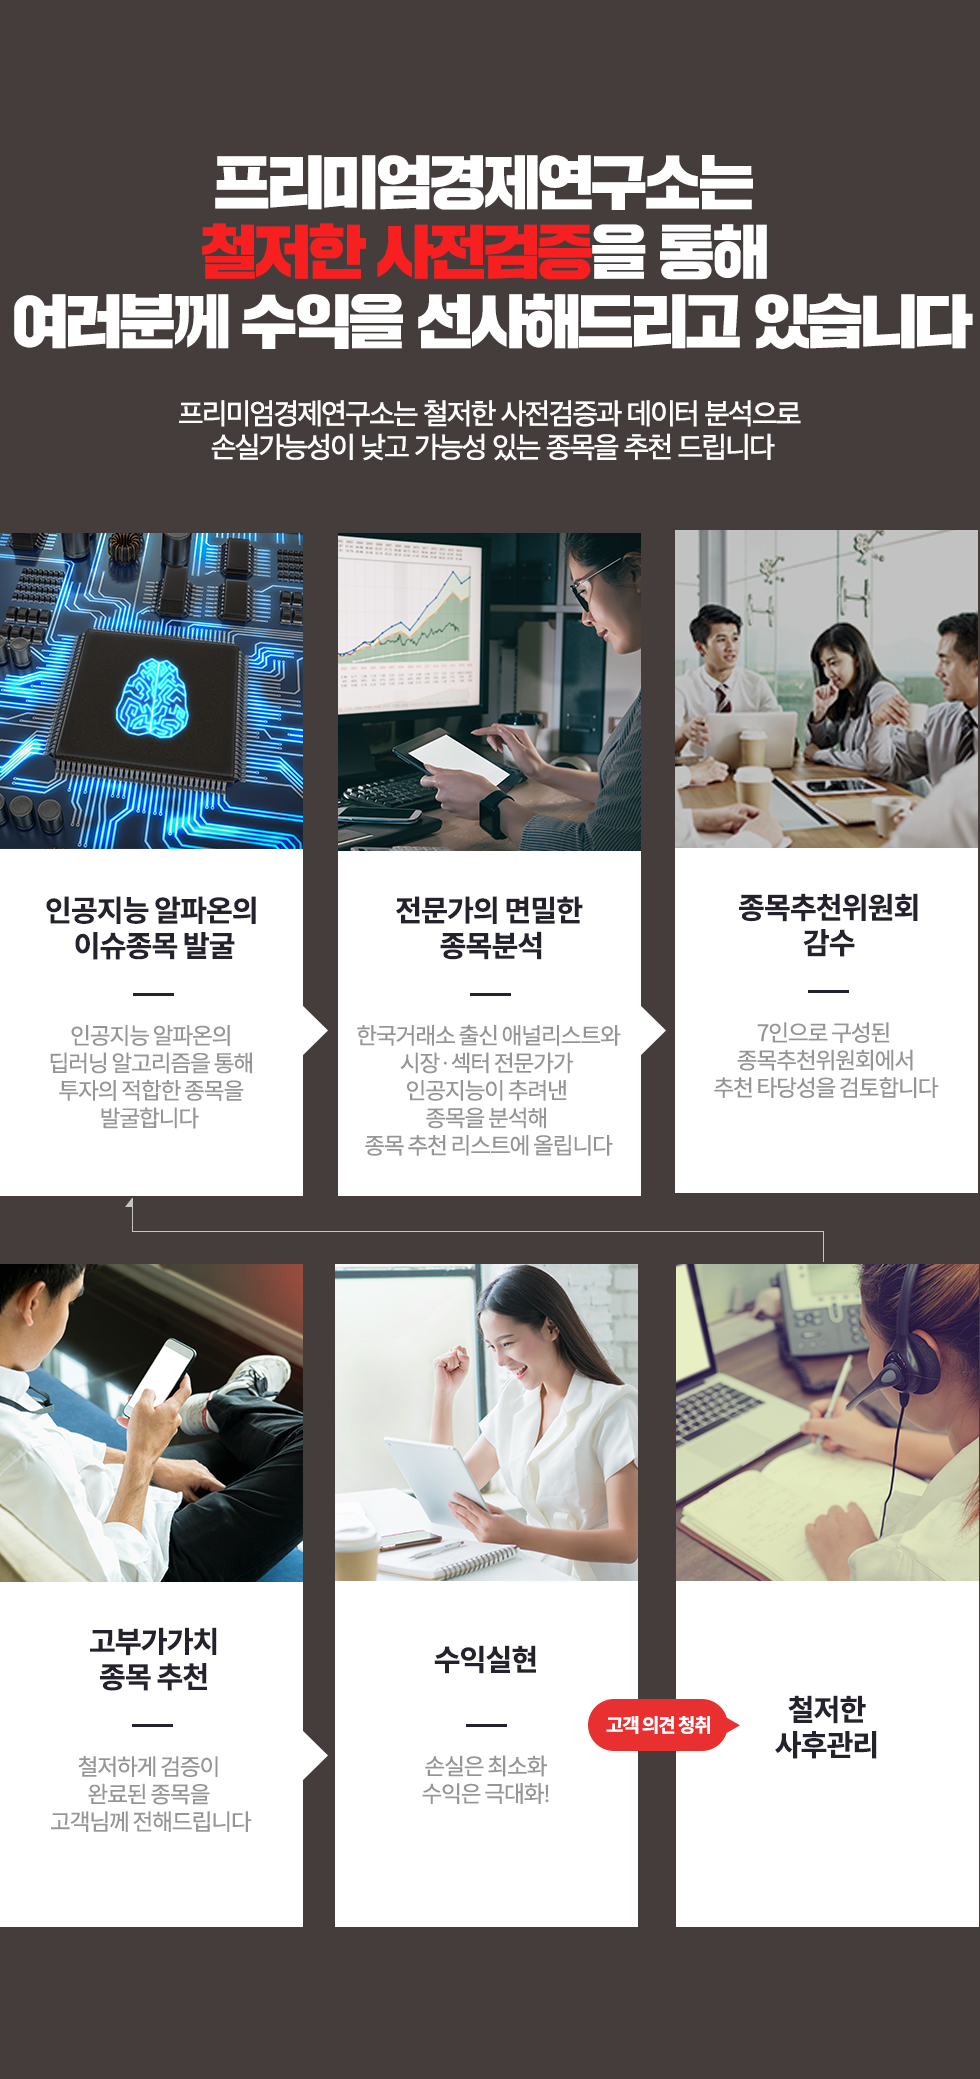 프리미엄경제연구소는
철저한 사전검증을 통해
여러분께 수익을 선사해드리고 있습니다
프리미엄경제연구소는 철저한 사전검증과 데이터 분석으로
손실가능성이 낮고 가능성 있는 종목을 추천 드립니다
인공지능 알파온의
이슈종목 발굴
인공지능 알파온의
딥러닝 알고리즘을 통해
투자의 적합한 종목을
발굴합니다
전문가의 면밀한
종목분석
한국거래소 출신 애널리스트와
시장·섹터 전문가가
인공지능이 추려낸
종목을 분석해
종목 추천 리스트에 올립니다
종목추천위원회
감수
7인으로 구성된
종목추천위원회에서
추천 타당성을 검토합니다
고부가가치
종목 추천
철저하게 검증이
완료된 종목을
고객님께 전해드립니다
수익실현
손실은 최소화
수익은 극대화!
고객 의견 청취
철저한
사후관리